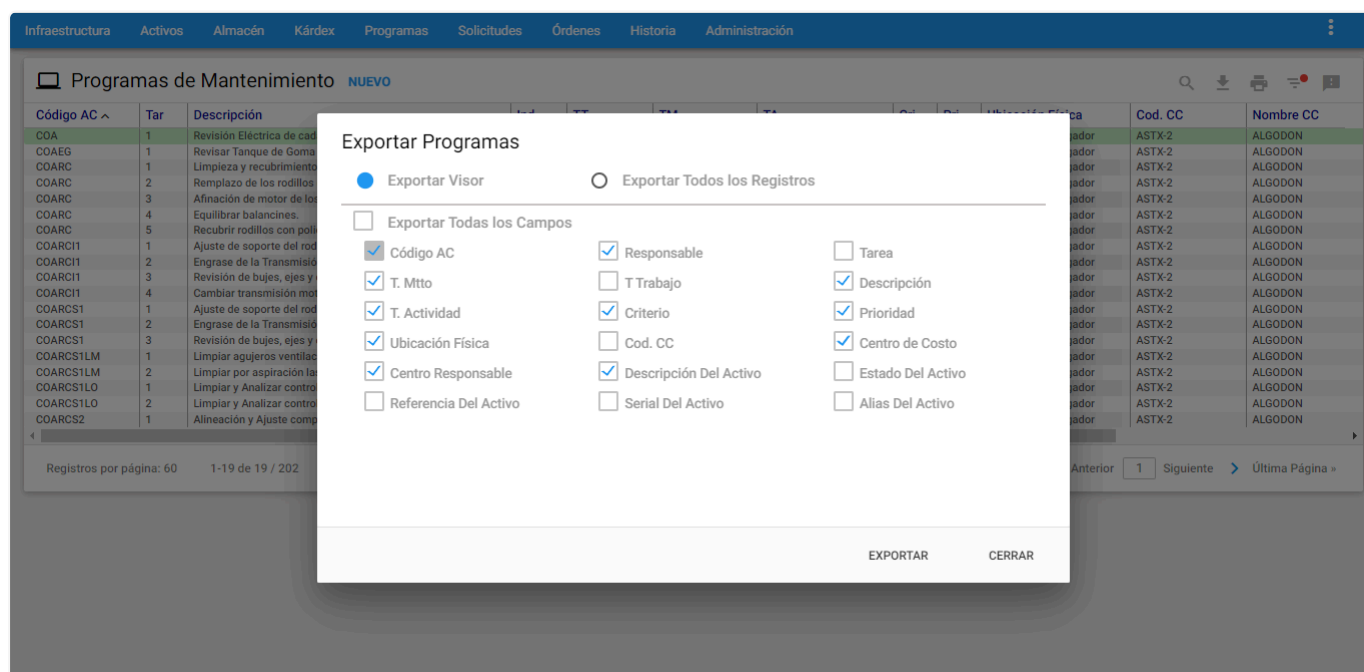 Infraestructura Activos Almacén Kárdex Programas Solicitudes Órdenes Historia Administración
Programas de Mantenimiento NUEVO
Código AC Tar Descripción Ubicación Física Cod. CC Nombre CC
COA 1 Revisión Eléctrica de cad ASTX-2 ALGODON
COAEG 1 Revisar Tanque de Goma ASTX-2 ALGODON
COARC 1 Limpieza y recubrimiento ASTX-2 ALGODON
COARC 2 Remplazo de los rodillos ASTX-2 ALGODON
COARC 3 Afinación de motor de los ASTX-2 ALGODON
COARC 4 Equilibrar balancines. ASTX-2 ALGODON
COARC 5 Recubrir rodillos con poli ASTX-2 ALGODON
COARCI1 1 Ajuste de soporte del rod ASTX-2 ALGODON
COARCI1 2 Engrase de la Transmisió ASTX-2 ALGODON
COARCI1 3 Revisión de bujes, ejes y ASTX-2 ALGODON
COARCI1 4 Cambiar transmisión mot ASTX-2 ALGODON
COARCS1 1 Ajuste de soporte del rod ASTX-2 ALGODON
COARCS1 2 Engrase de la Transmisió ASTX-2 ALGODON
COARCS1 3 Revisión de bujes, ejes y ASTX-2 ALGODON
COARCS1LM 1 Limpiar agujeros ventilac ASTX-2 ALGODON
COARCS1LM 2 Limpiar por aspiración las ASTX-2 ALGODON
COARCS1LO 1 Limpiar y Analizar contro ASTX-2 ALGODON
COARCS1LO 2 Limpiar y Analizar contro ASTX-2 ALGODON
COARCS2 1 Alineación y Ajuste comp ASTX-2 ALGODON
Registros por página: 60 1-19 de 19 / 202 Anterior 1 Siguiente Última Página »
Exportar Programas
Exportar Visor Exportar Todos los Registros
Exportar Todas los Campos
Código AC Responsable Tarea
T. Mtto T Trabajo Descripción
T. Actividad Criterio Prioridad
Ubicación Física Cod. CC Centro de Costo
Centro Responsable Descripción Del Activo Estado Del Activo
Referencia Del Activo Serial Del Activo Alias Del Activo
EXPORTAR CERRAR